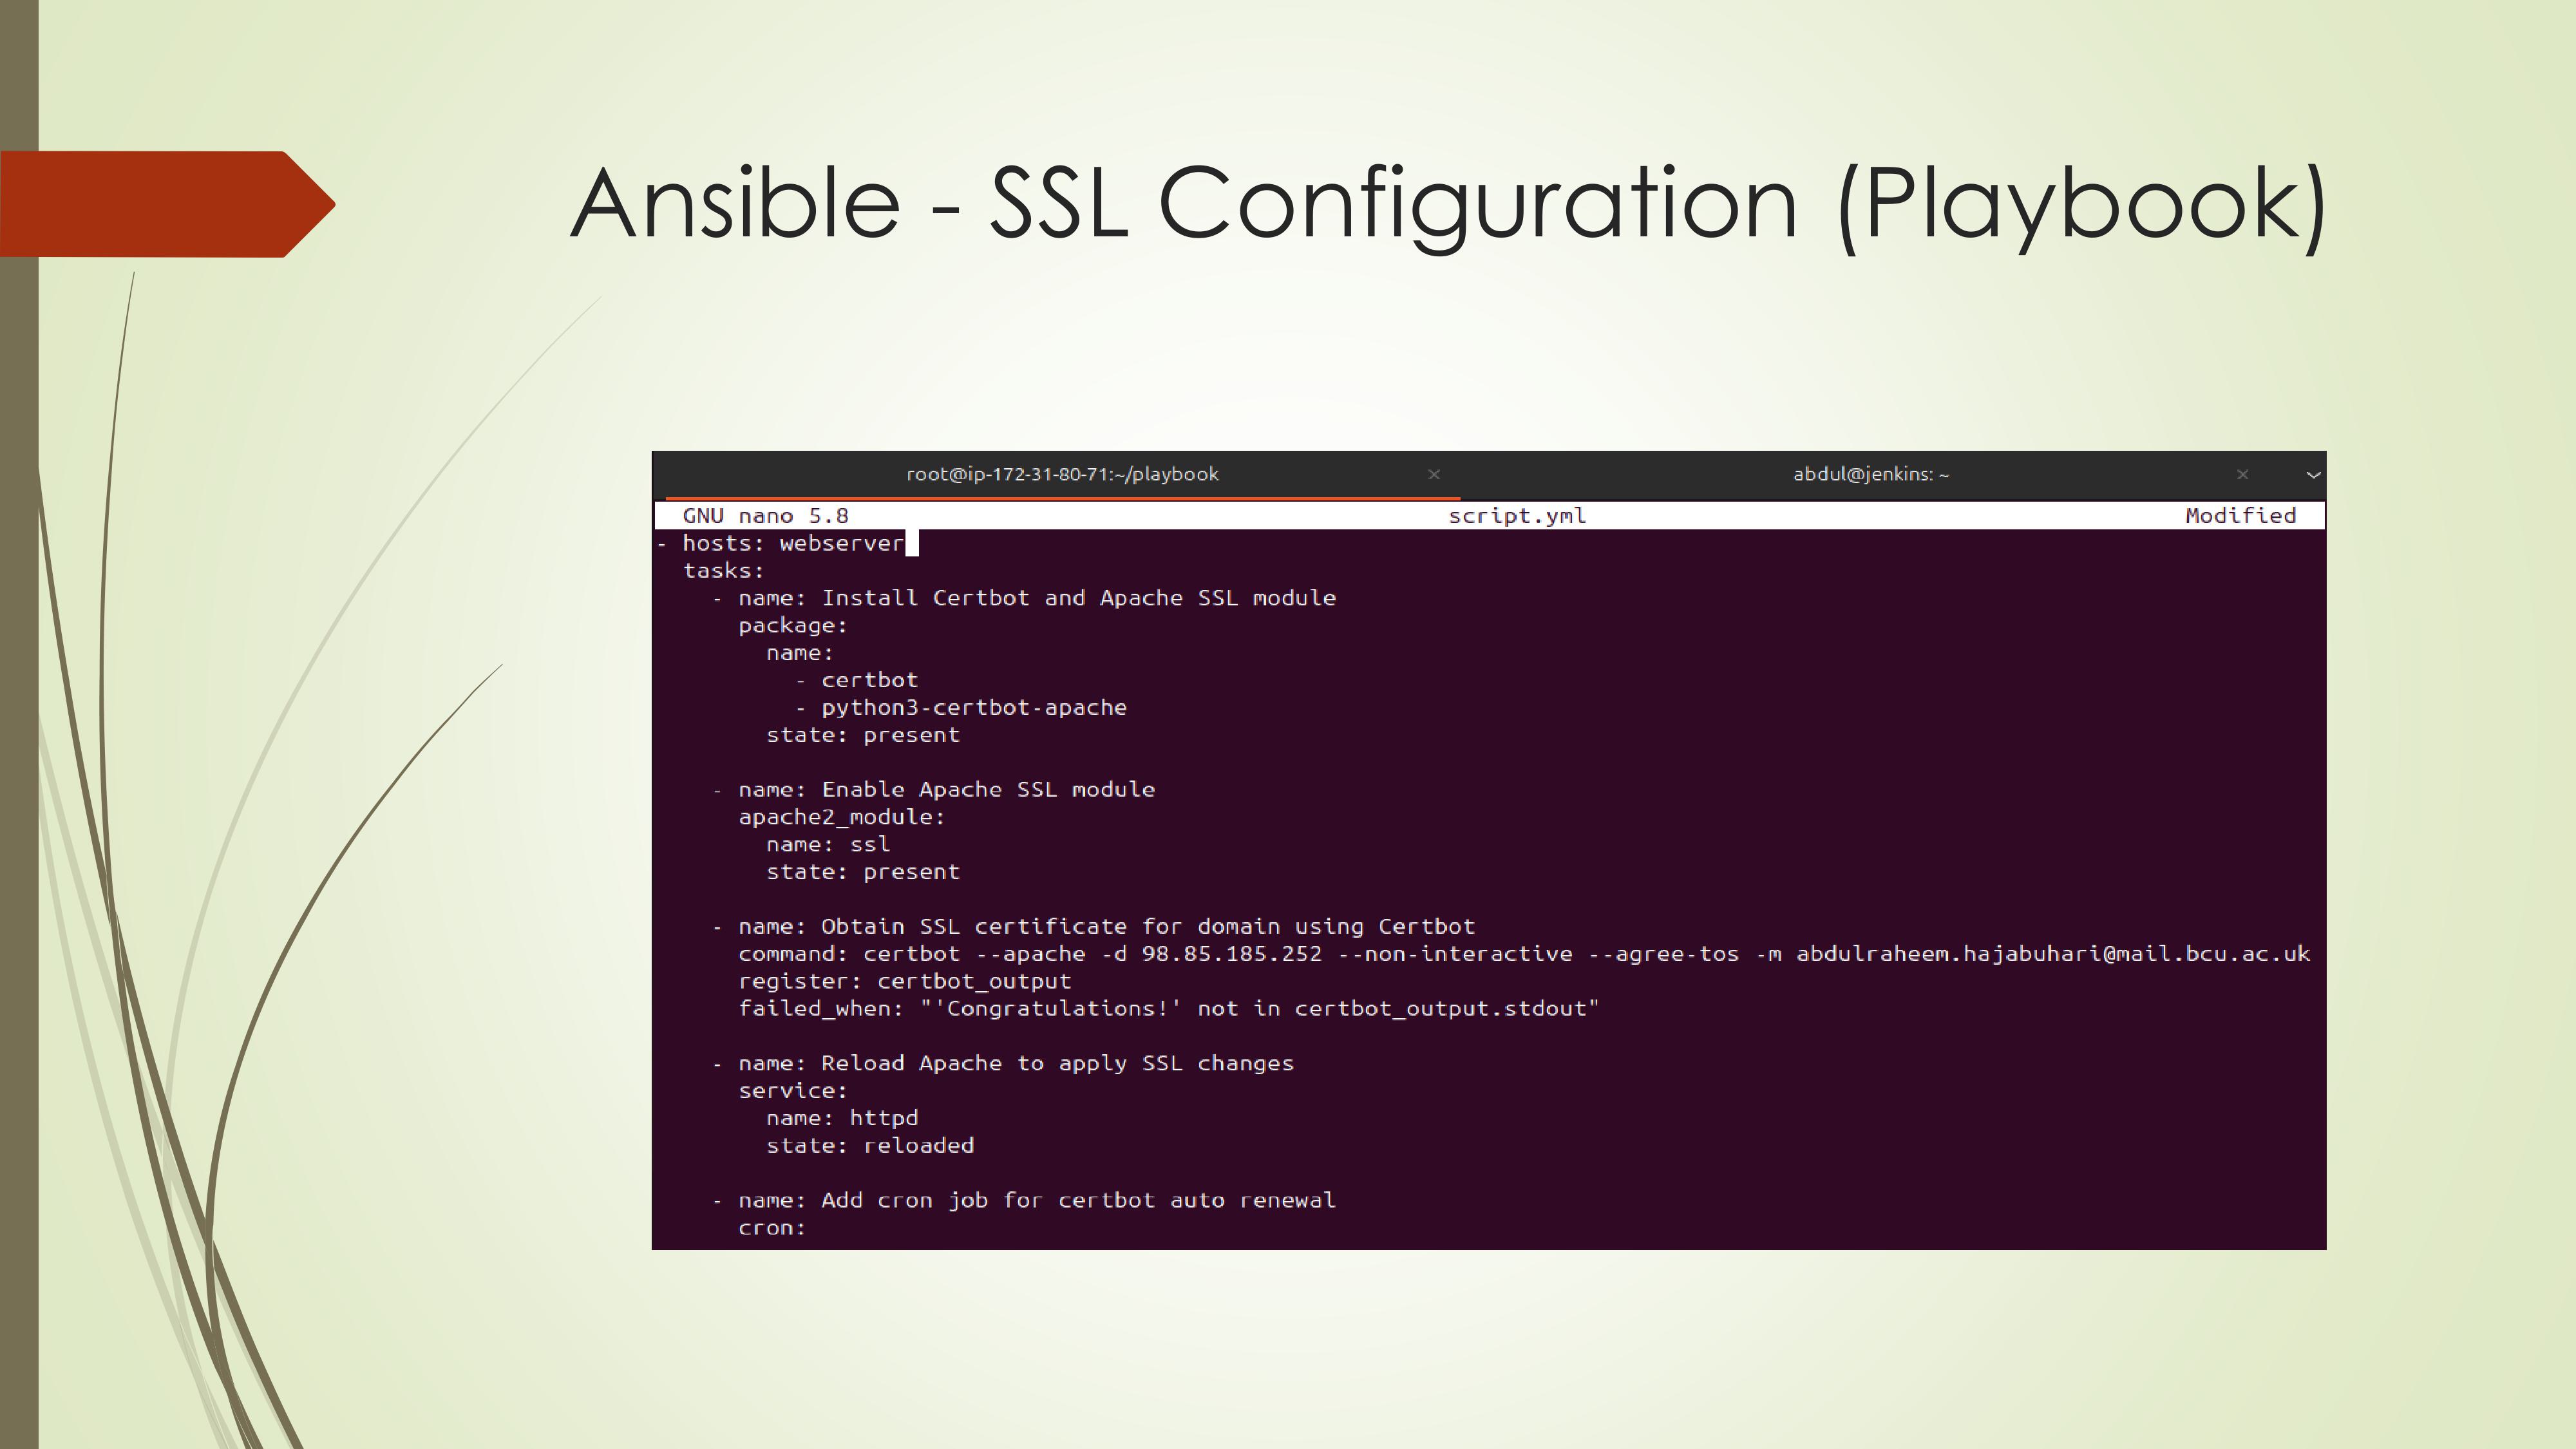 Ansible - SSL Configuration (Playbook)
root@ip-172-31-80-71:~/playbook × abdul@jenkins: ~ ×
GNU nano 5.8 script.yml Modified
- hosts: webserver
  tasks:
    - name: Install Certbot and Apache SSL module
      package:
        name:
          - certbot
          - python3-certbot-apache
        state: present
    - name: Enable Apache SSL module
      apache2_module:
        name: ssl
        state: present
    - name: Obtain SSL certificate for domain using Certbot
      command: certbot --apache -d 98.85.185.252 --non-interactive --agree-tos -m abdulraheem.hajabuhari@mail.bcu.ac.uk
      register: certbot_output
      failed_when: "'Congratulations!' not in certbot_output.stdout"
    - name: Reload Apache to apply SSL changes
      service:
        name: httpd
        state: reloaded
    - name: Add cron job for certbot auto renewal
      cron: